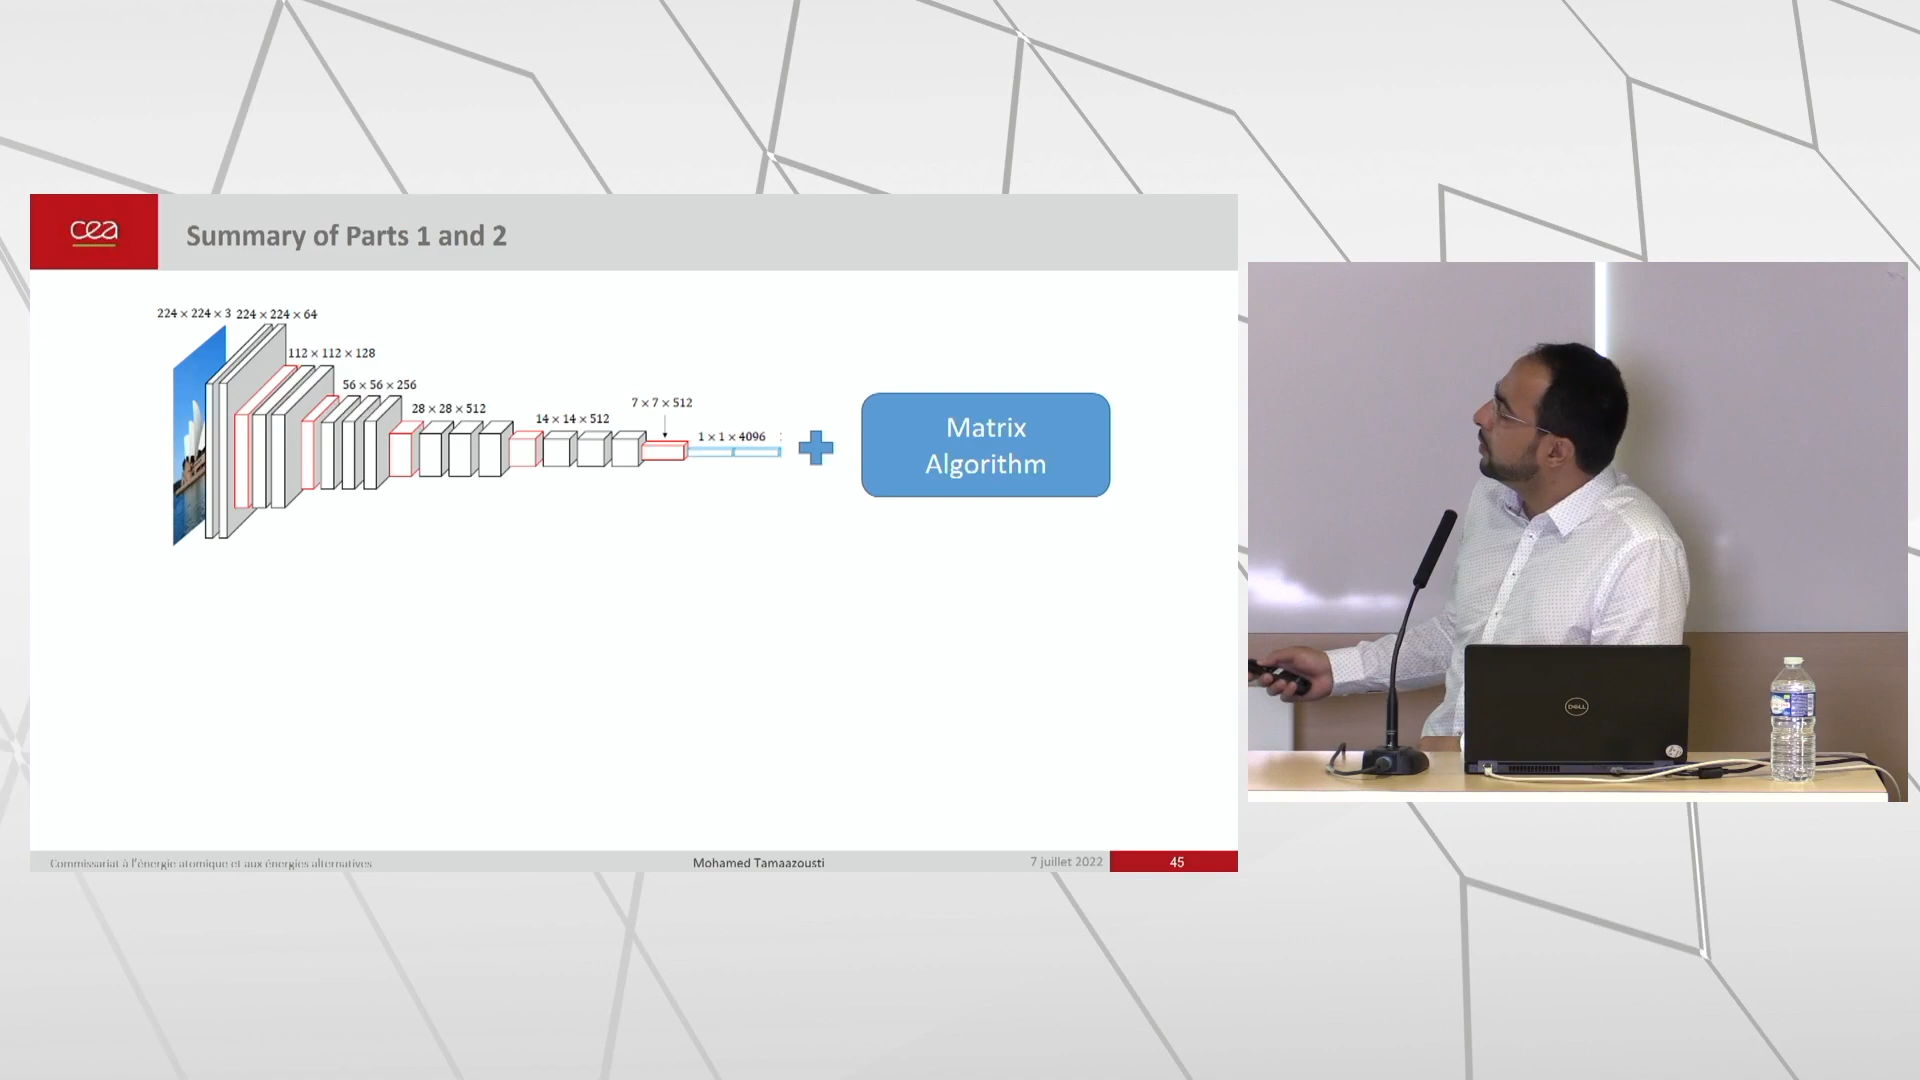 cea
Summary of Parts 1 and 2
224 × 224 × 3 224 × 224 × 64
112 × 112 × 128
56 × 56 × 256
28 × 28 × 512
14 × 14 × 512
7 × 7 × 512
1 × 1 × 4096
Matrix
Algorithm
Commissariat à l'énergie atomique et aux énergies alternatives
Mohamed Tamaazousti
7 juillet 2022
45
DELL